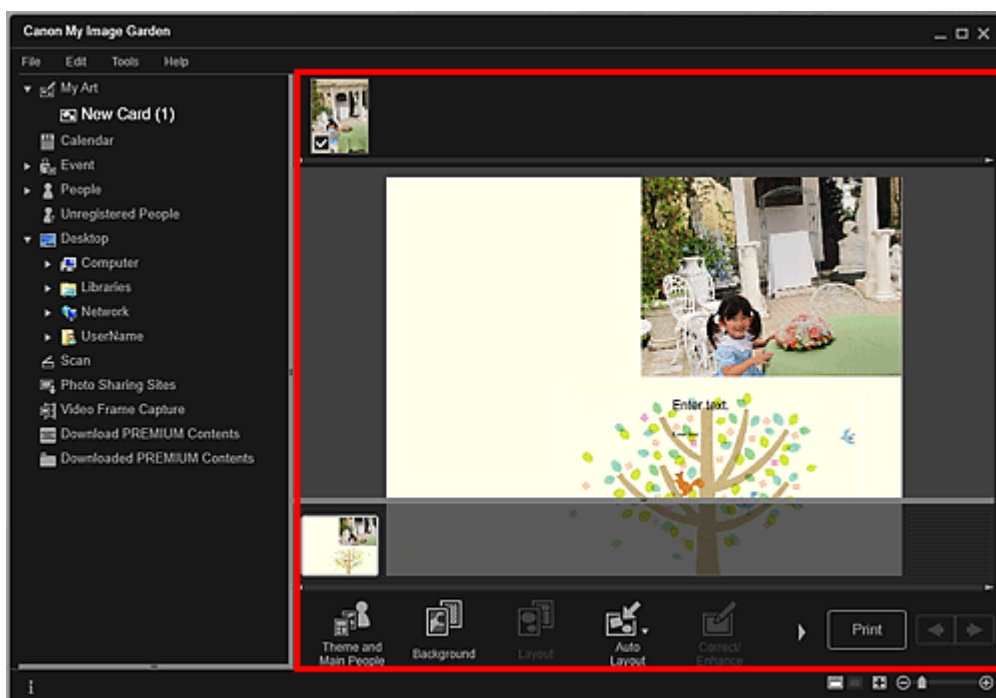 Canon My Image Garden
File Edit Tools Help
My Art
New Card (1)
Calendar
Event
People
Unregistered People
Desktop
Computer
Libraries
Network
UserName
Scan
Photo Sharing Sites
Video Frame Capture
Download PREMIUM Contents
Downloaded PREMIUM Contents
Enter text.
Theme and
Main People
Background
Layout
Auto
Layout
Correct/
Enhance
Print